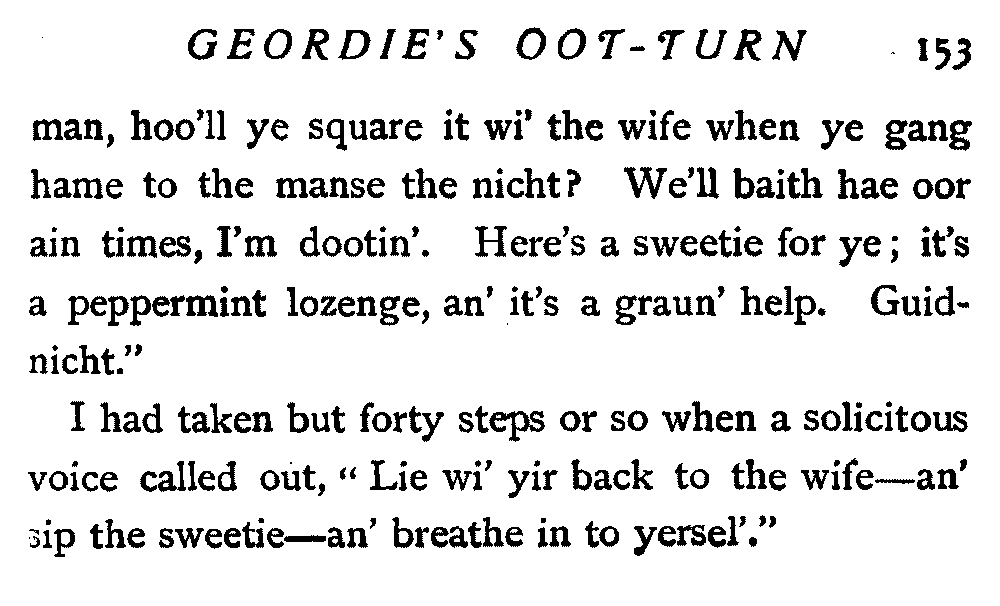 GEORDIE'S OOT-TURN 153
man, hoo'll ye square it wi' the wife when ye gang
hame to the manse the nicht? We'll baith hae oor
ain times, I'm dootin'. Here's a sweetie for ye; it's
a peppermint lozenge, an' it's a graun' help. Guid-
nicht."
I had taken but forty steps or so when a solicitous
voice called out, "Lie wi' yir back to the wife—an'
sip the sweetie—an' breathe in to yersel'."